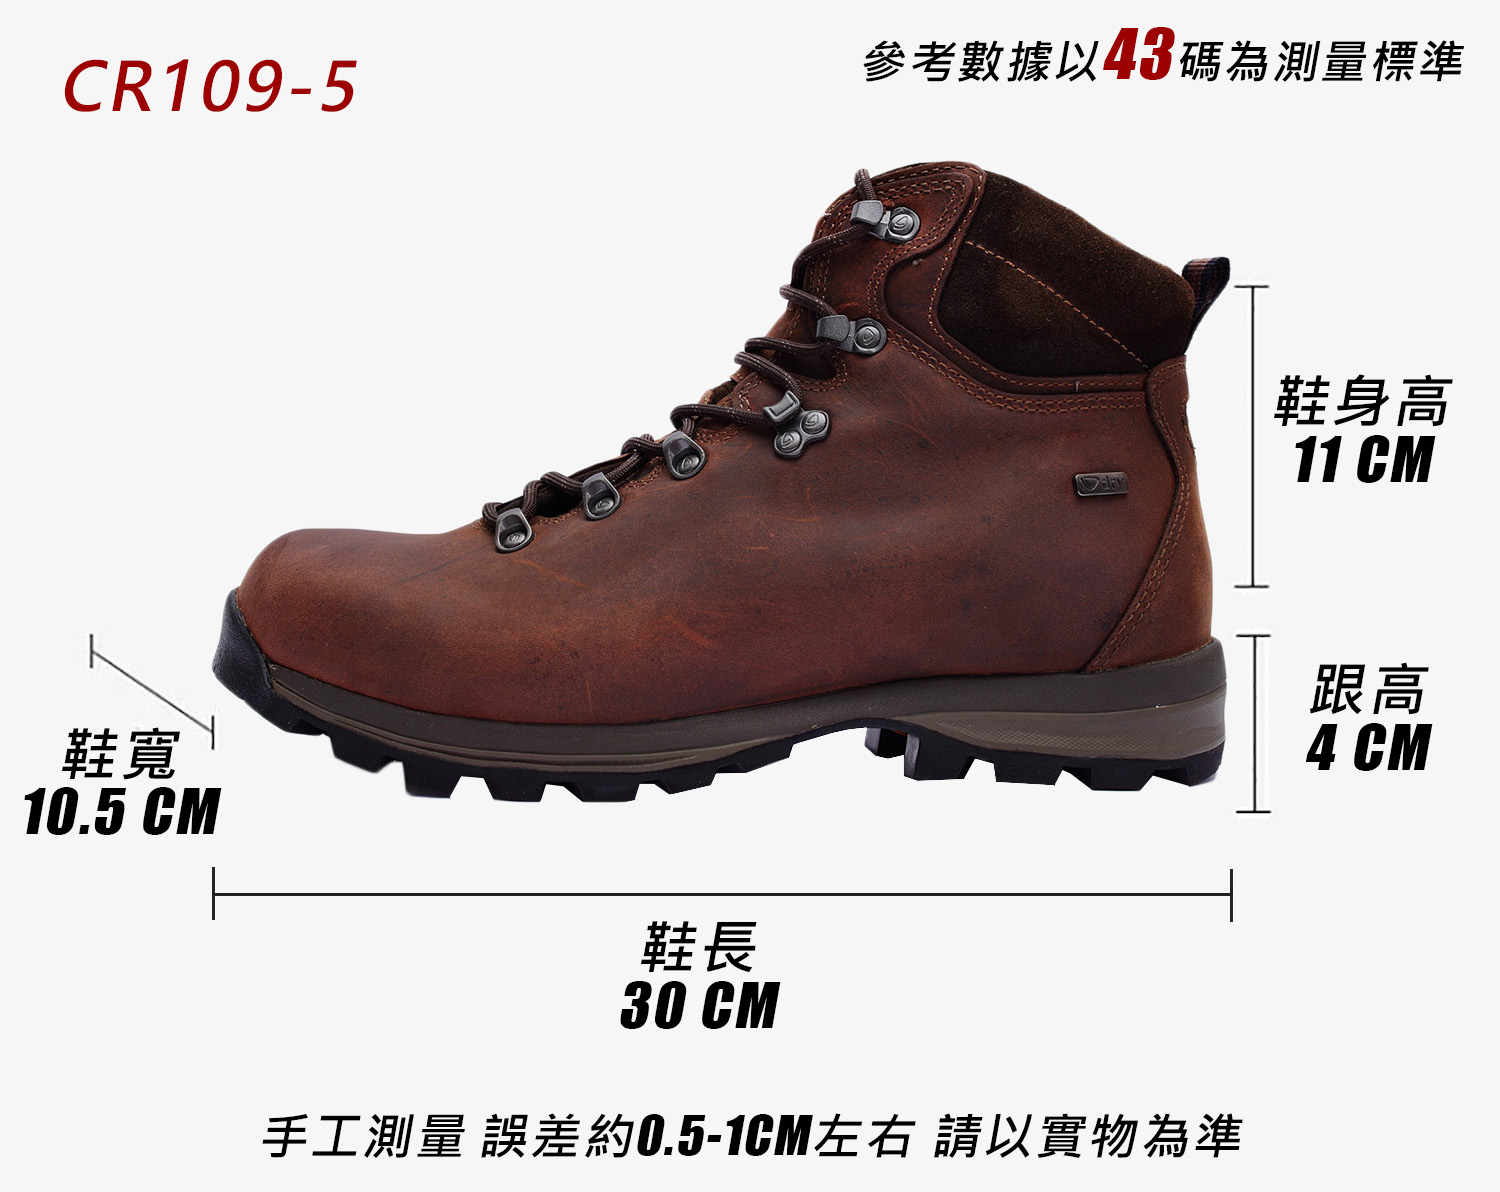 CR109-5
參考數據以43碼為測量標準
鞋身高
11 CM
跟高
4 CM
鞋寬
10.5 CM
鞋長
30 CM
手工測量 誤差約0.5-1CM左右 請以實物為準